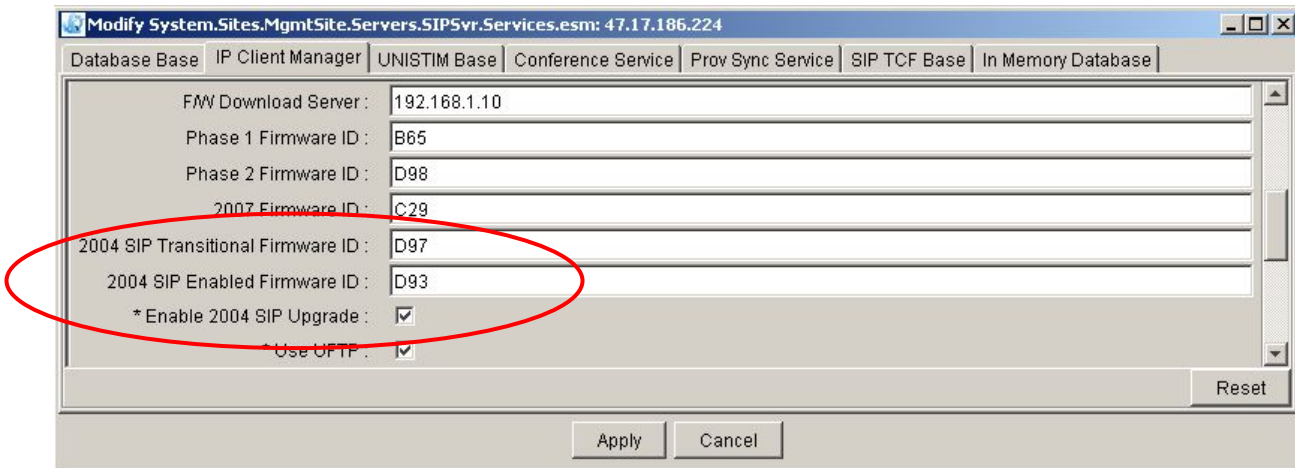 Modify System.Sites.MgmtSite.Servers.SIPSvr.Services.esm: 47.17.186.224
Database Base IP Client Manager UNISTIM Base Conference Service Prov Sync Service SIP TCF Base In Memory Database
F/W Download Server : 192.168.1.10
Phase 1 Firmware ID : B65
Phase 2 Firmware ID : D98
2007 Firmware ID : C29
2004 SIP Transitional Firmware ID : D97
2004 SIP Enabled Firmware ID : D93
* Enable 2004 SIP Upgrade :
* Use UFTP :
Reset
Apply Cancel